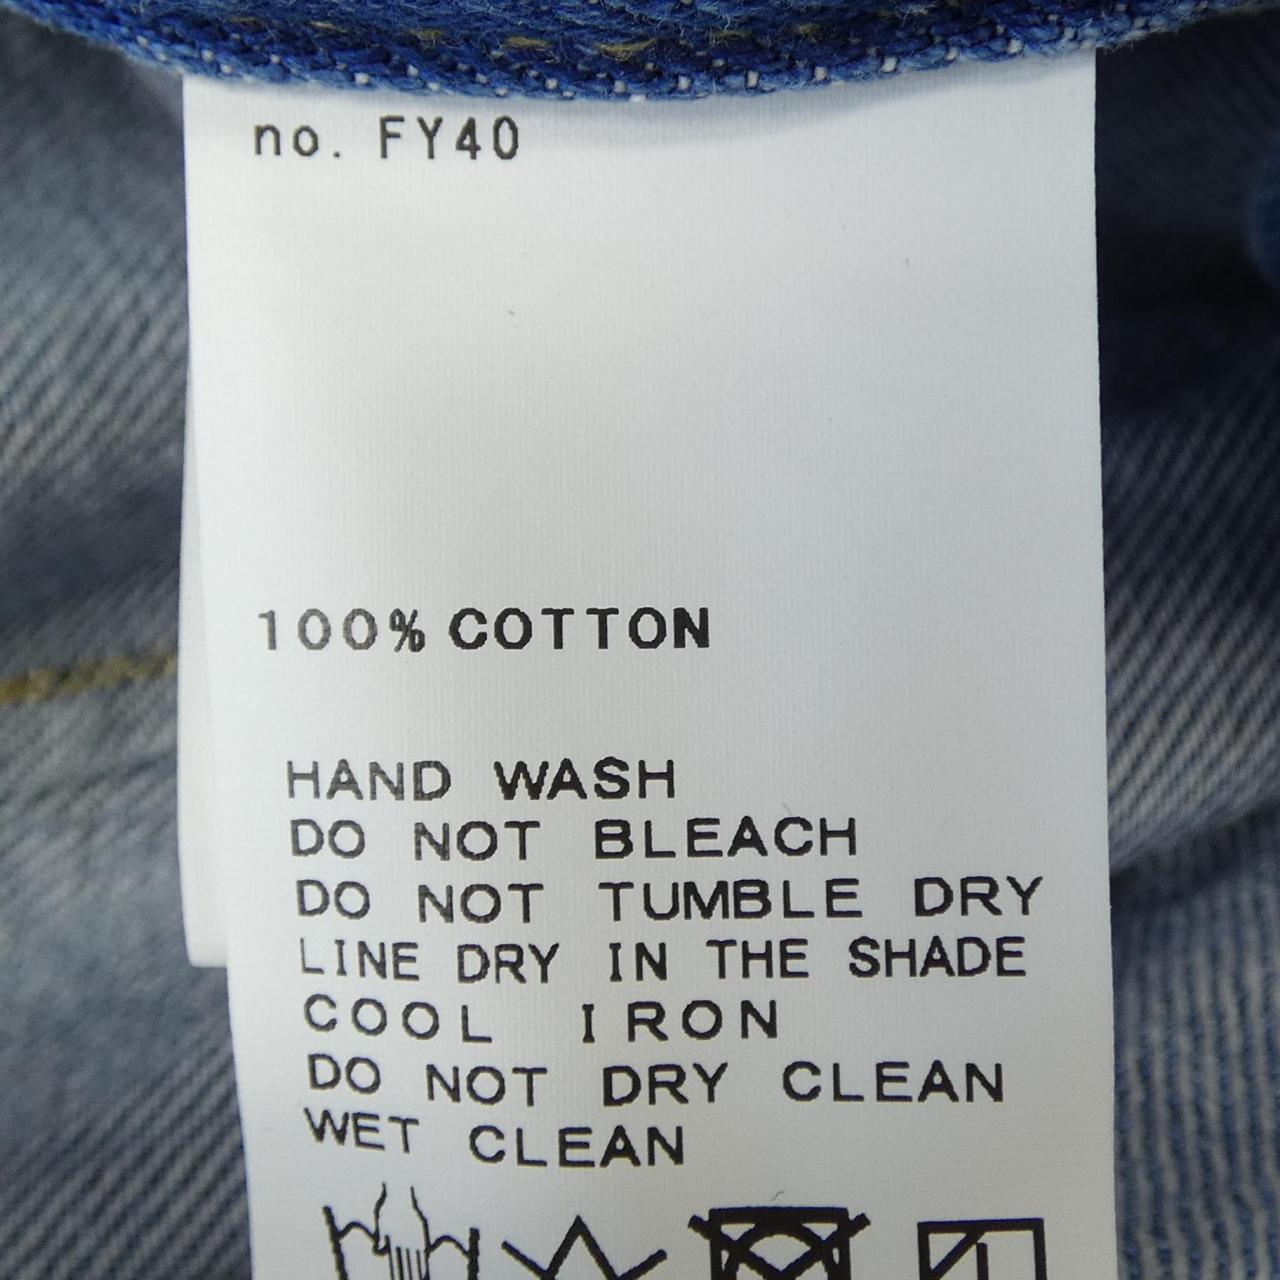 no. FY40
100% COTTON
HAND WASH
DO NOT BLEACH
DO NOT TUMBLE DRY
LINE DRY IN THE SHADE
COOL IRON
DO NOT DRY CLEAN
WET CLEAN